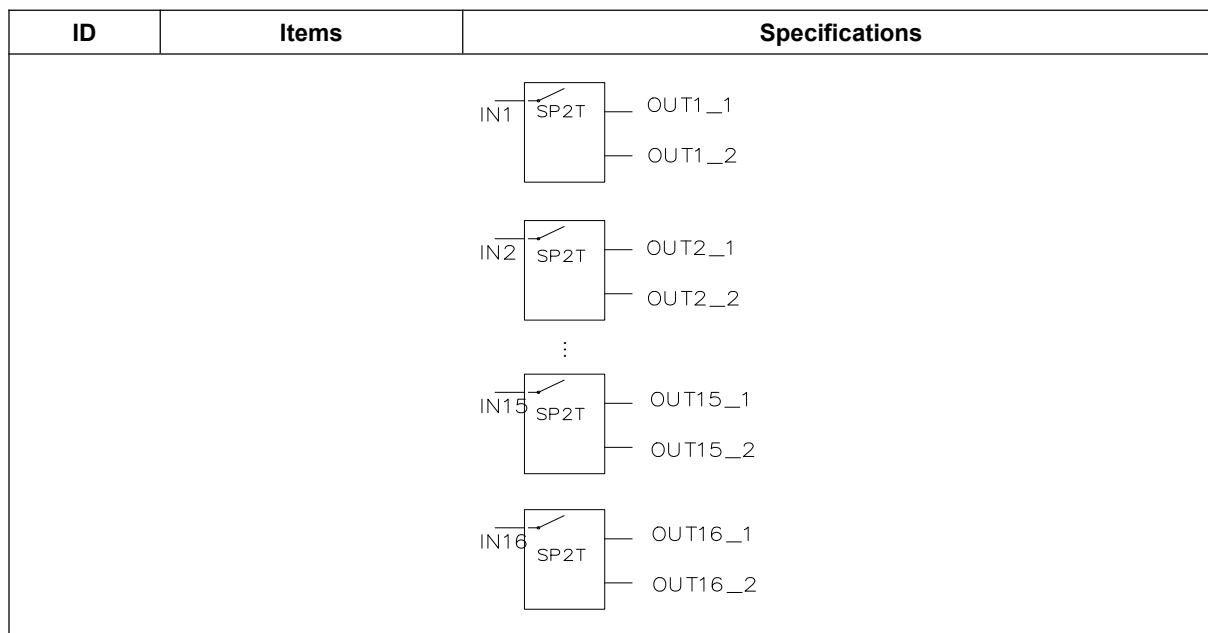 ID Items Specifications
IN1 SP2T OUT1_1
OUT1_2
IN2 SP2T OUT2_1
OUT2_2
⋮
IN15 SP2T OUT15_1
OUT15_2
IN16 SP2T OUT16_1
OUT16_2